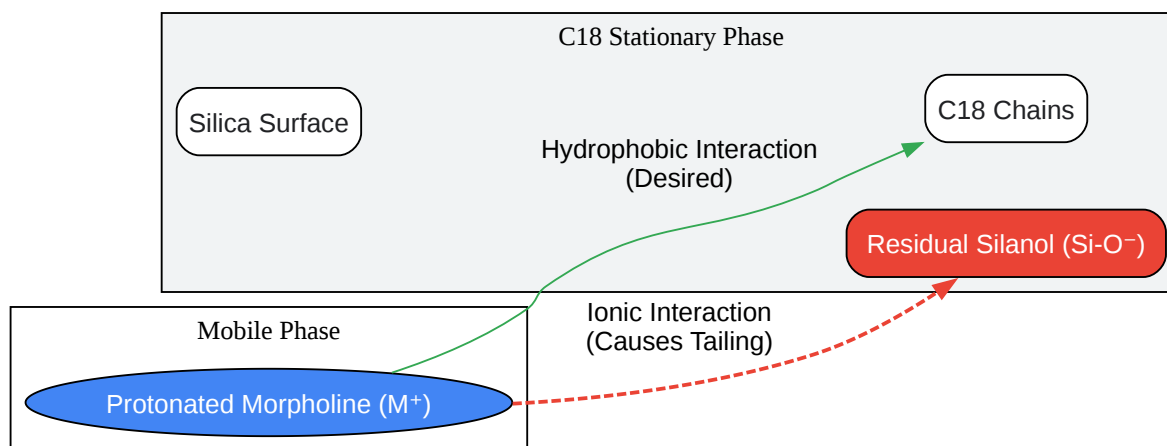 C18 Stationary Phase
Silica Surface
C18 Chains
Hydrophobic Interaction
(Desired)
Residual Silanol (Si-O⁻)
Ionic Interaction
(Causes Tailing)
Mobile Phase
Protonated Morpholine (M⁺)